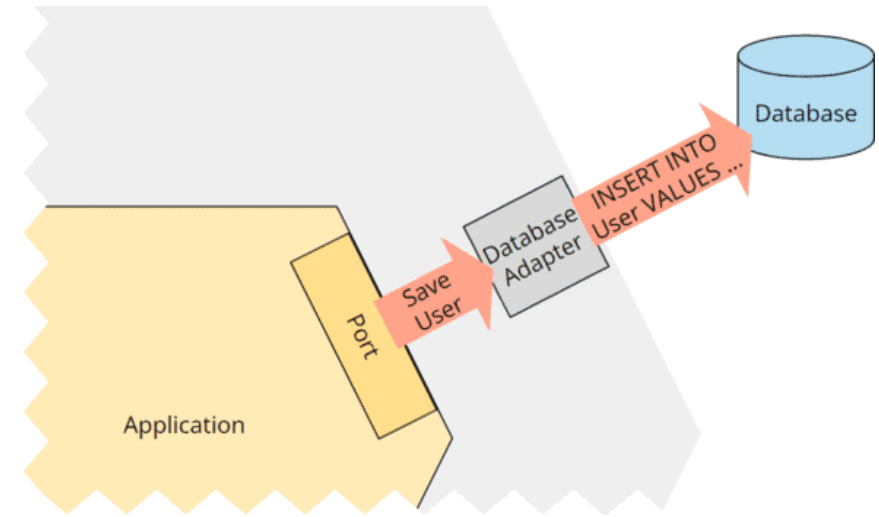 Database
INSERT INTO
User VALUES ...
Database
Adapter
Save
User
Port
Application